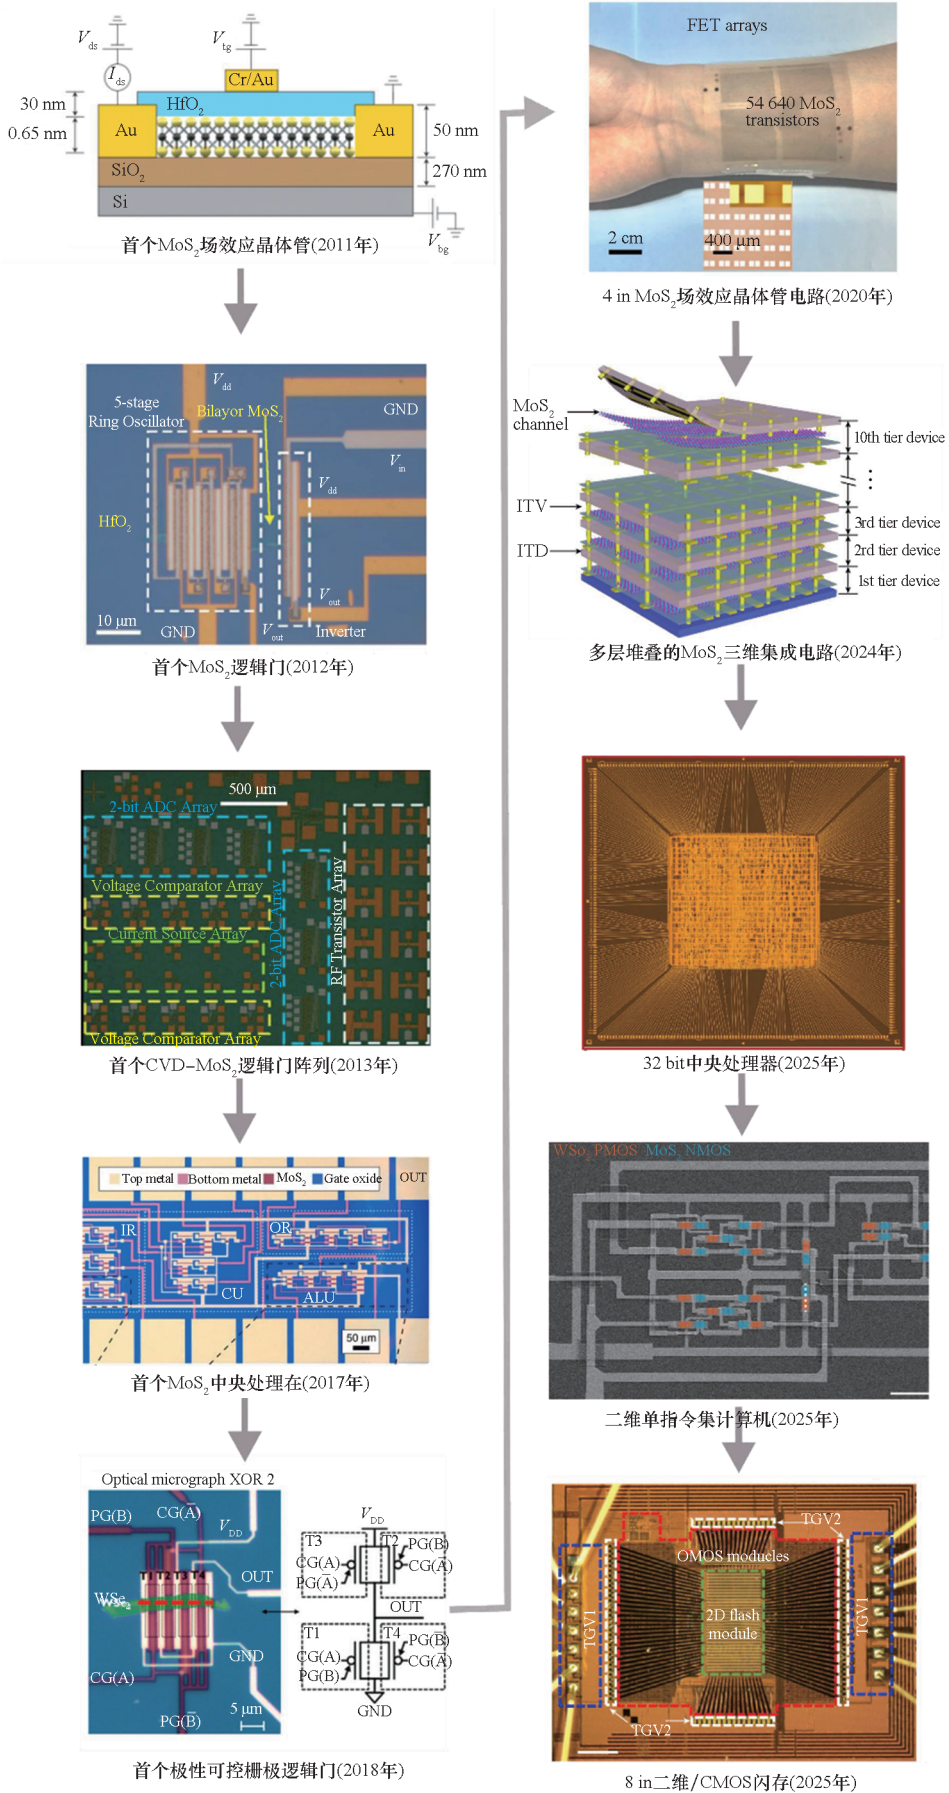 V_ds
V_tg
I_ds
Cr/Au
30 nm
HfO₂
0.65 nm
Au
Au
50 nm
SiO₂
270 nm
Si
V_bg
首个MoS₂场效应晶体管(2011年)
V_dd
5-stage
Ring Oscillator
Bilayor MoS₂
GND
V_in
V_dd
HfO₂
V_out
10 μm
GND
V_out
Inverter
首个MoS₂逻辑门(2012年)
500 μm
2-bit ADC Array
Voltage Comparator Array
Current Source Array
2-bit ADC Array
RF Transistor Array
Voltage Comparator Array
首个CVD-MoS₂逻辑门阵列(2013年)
Top metal
Bottom metal
MoS₂
Gate oxide
OUT
IR
OR
CU
ALU
50 μm
首个MoS₂中央处理在(2017年)
Optical micrograph XOR 2
PG(B)
CG(A̅)
V_DD
T1 T2 T3 T4
OUT
WSe₂
GND
CG(A)
PG(B̅)
5 μm
V_DD
T3
T2
PG(B)
CG(A)
CG(A̅)
PG(A̅)
OUT
T1
T4
PG(B̅)
CG(A)
CG(A̅)
PG(B)
GND
首个极性可控栅极逻辑门(2018年)
FET arrays
54 640 MoS₂
transistors
2 cm
400 μm
4 in MoS₂场效应晶体管电路(2020年)
MoS₂
channel
10th tier device
ITV
3rd tier device
ITD
2rd tier device
1st tier device
多层堆叠的MoS₂三维集成电路(2024年)
32 bit中央处理器(2025年)
WSo₂ PMOS
MoS₂ NMOS
二维单指令集计算机(2025年)
TGV2
OMOS moducles
TGV1
2D flash
module
TGV1
TGV2
8 in二维/CMOS闪存(2025年)